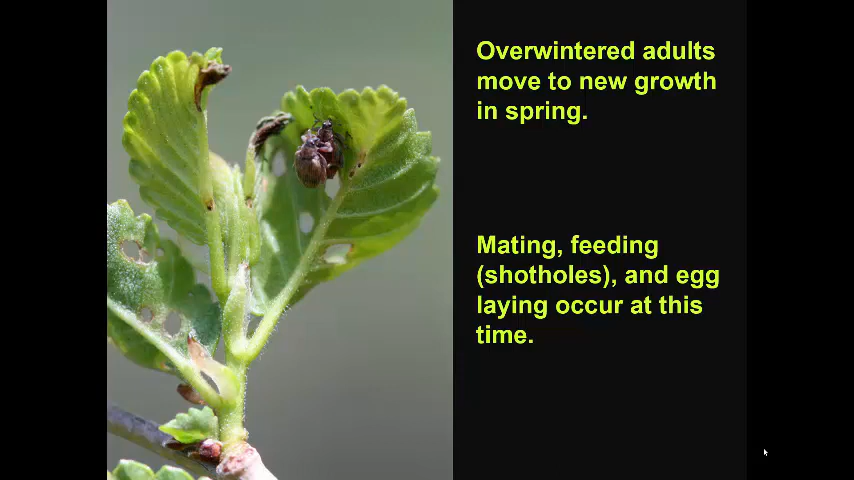 Overwintered adults
move to new growth
in spring.
Mating, feeding
(shotholes), and egg
laying occur at this
time.